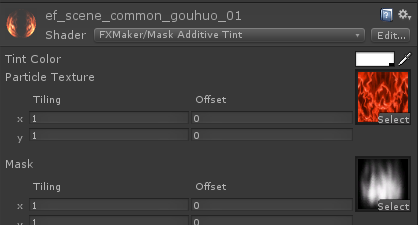 ef_scene_common_gouhuo_01
Shader FXMaker/Mask Additive Tint Edit...
Tint Color
Particle Texture
Tiling Offset
x 1 0
y 1 0
Select
Mask
Tiling Offset
x 1 0
y 1 0
Select